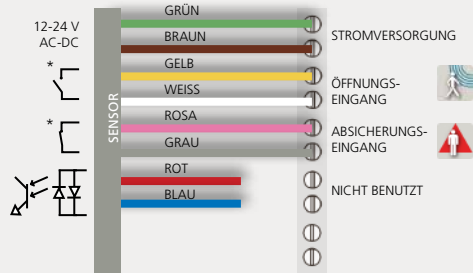 GRÜN
12-24 V
AC-DC
BRAUN
STROMVERSORGUNG
*
GELB
WEISS
ÖFFNUNGS-
EINGANG
*
ROSA
GRAU
ABSICHERUNGS-
EINGANG
SENSOR
ROT
BLAU
NICHT BENUTZT